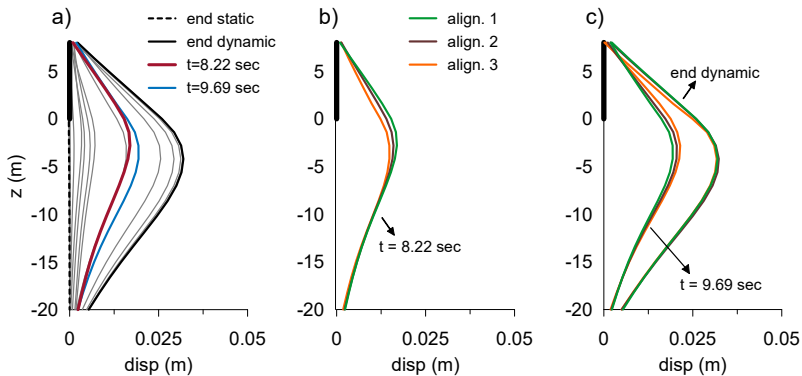 a)
end static
end dynamic
t=8.22 sec
t=9.69 sec
5
0
-5
-10
-15
-20
z (m)
0
0.025
0.05
disp (m)
b)
align. 1
align. 2
align. 3
5
0
-5
-10
-15
-20
t = 8.22 sec
0
0.025
0.05
disp (m)
c)
end dynamic
5
0
-5
-10
-15
-20
t = 9.69 sec
0
0.025
0.05
disp (m)